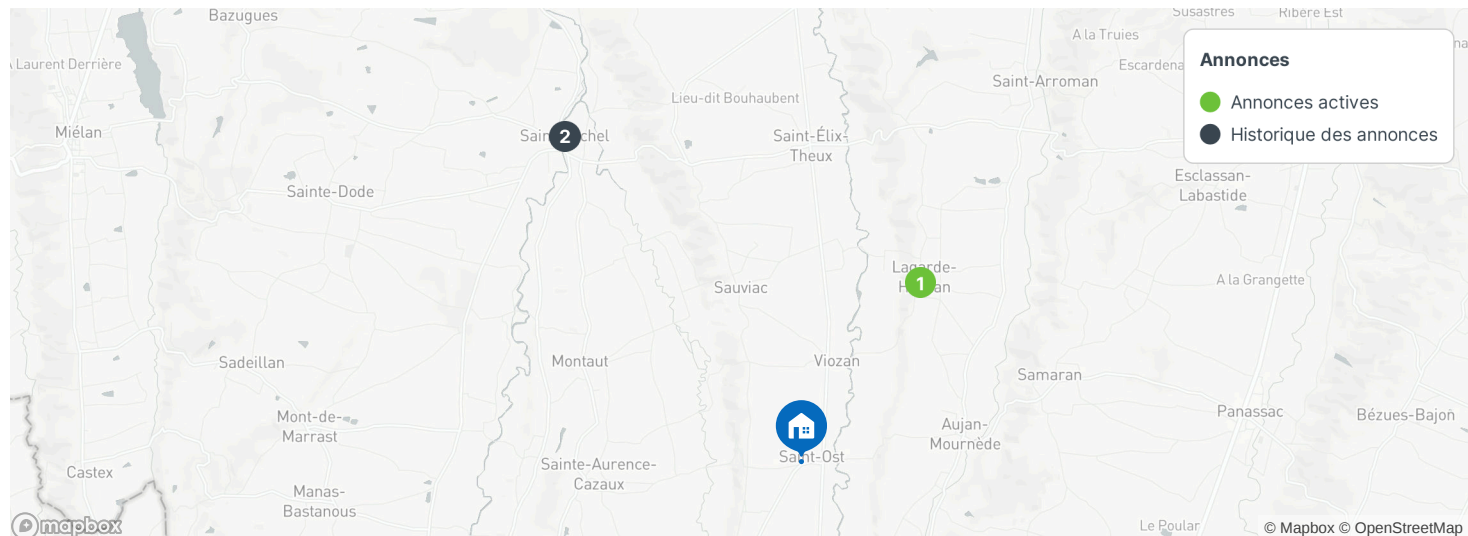 Bazugues
Susastres
Ribère Est
A la Truies
Laurent Derrière
Escardena
Saint-Arroman
Annonces
Annonces actives
Historique des annonces
Lieu-dit Bouhaubent
Miélan
2
Saint-Élix-
Theux
Sainte-Dode
Esclassan-
Labastide
Lagarde-
1
Sauviac
A la Grangette
Sadeillan
Montaut
Viozan
Samaran
Mont-de-
Marrast
Panassac
Bézues-Bajon
Aujan-
Mournède
Saint-Ost
Castex
Sainte-Aurence-
Cazaux
Manas-
Bastanous
Le Poular
mapbox
© Mapbox © OpenStreetMap